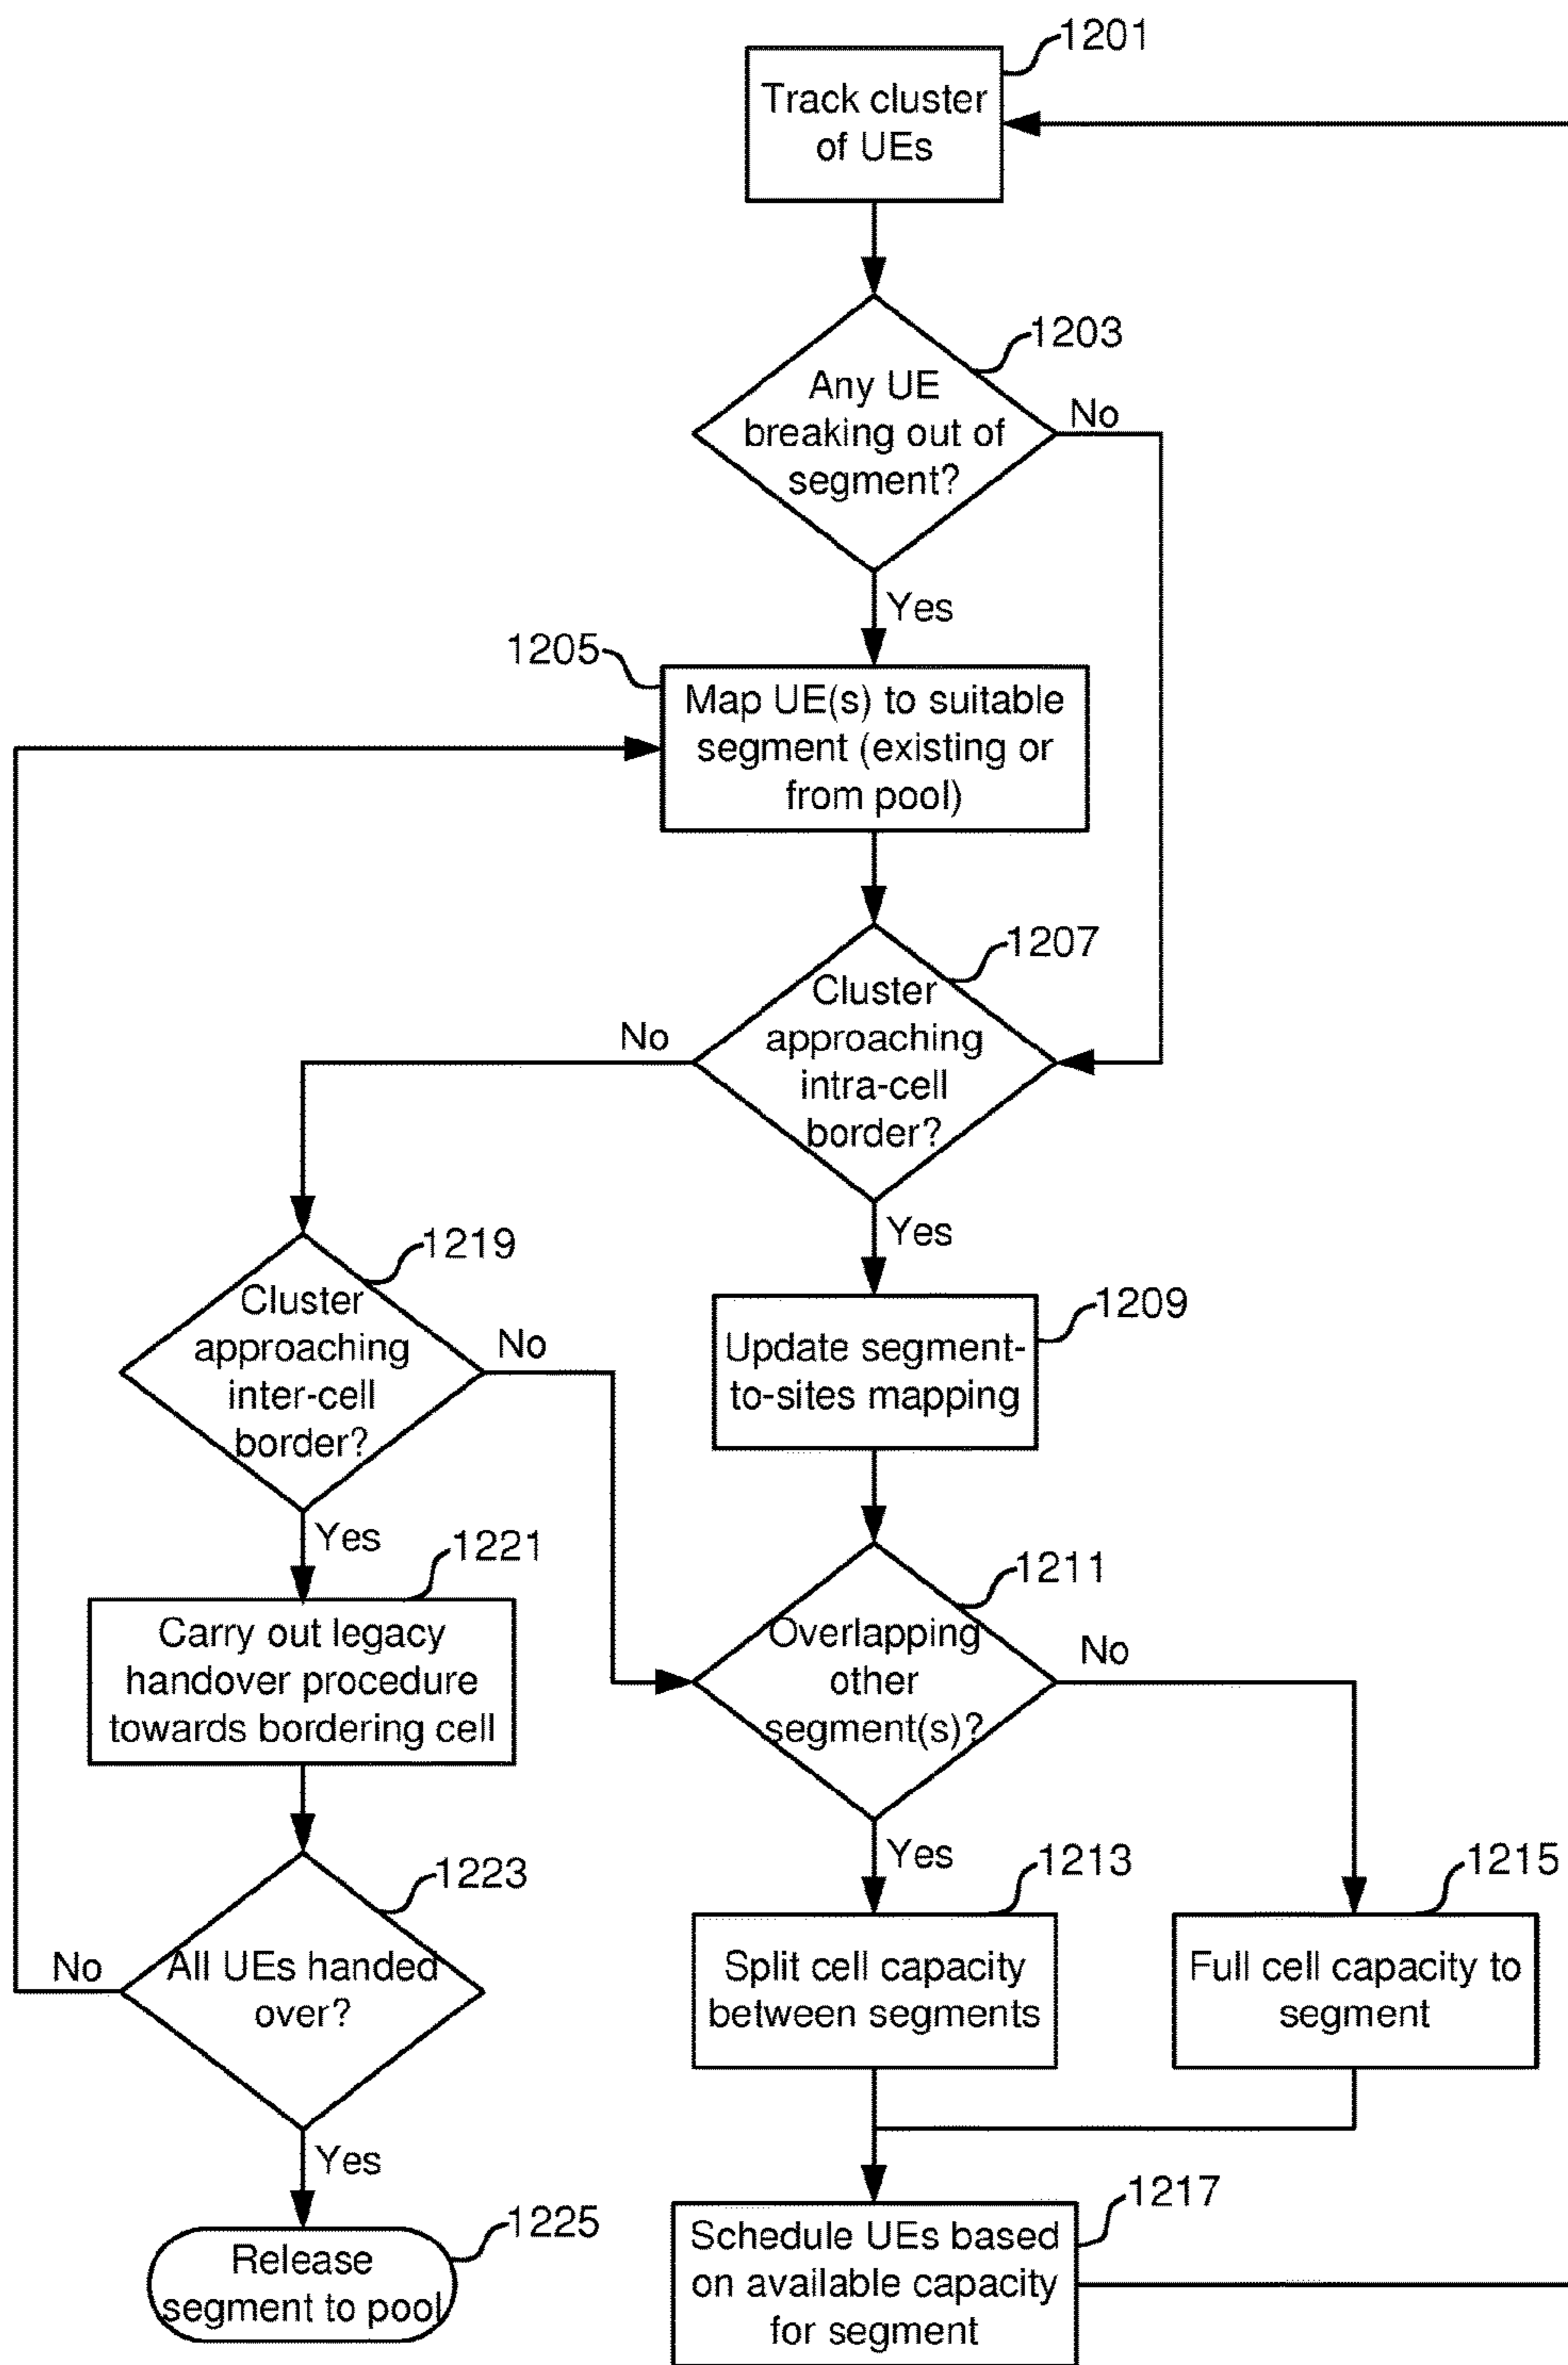 1201
Track cluster
of UEs
1203
Any UE
breaking out of
segment?
No
Yes
1205
Map UE(s) to suitable
segment (existing or
from pool)
1207
Cluster
approaching
intra-cell
border?
No
Yes
1219
Cluster
approaching
inter-cell
border?
No
Yes
1209
Update segment-
to-sites mapping
1221
Carry out legacy
handover procedure
towards bordering cell
1211
Overlapping
other
segment(s)?
No
Yes
1223
All UEs handed
over?
No
Yes
1213
Split cell capacity
between segments
1215
Full cell capacity to
segment
1225
Release
segment to pool
1217
Schedule UEs based
on available capacity
for segment